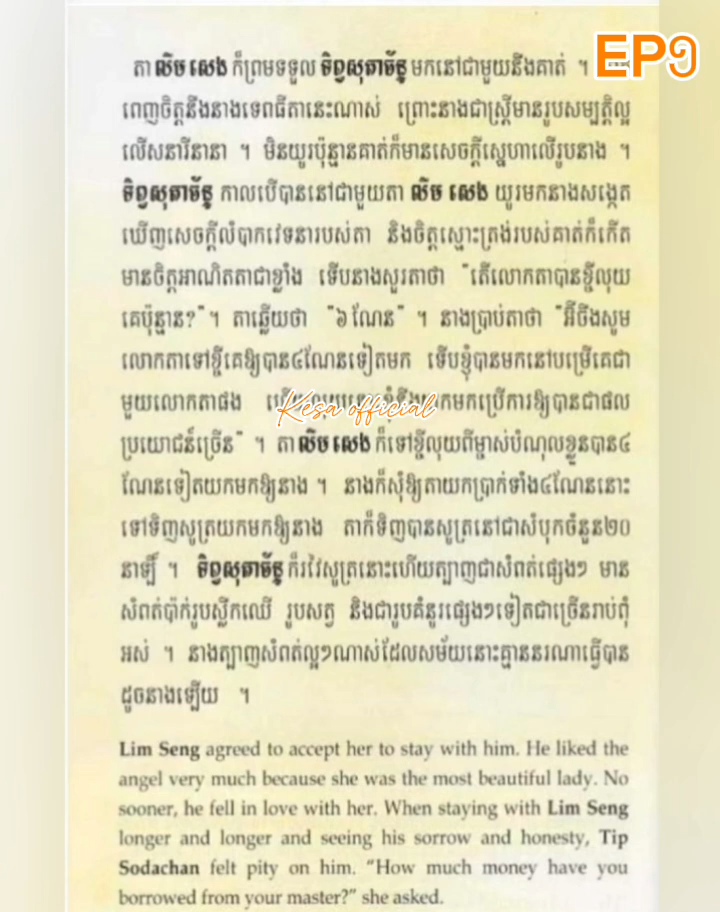 EP១
តា លិម សេង ក៏ព្រមទទួល ទិព្វសុតាច័ន្ទ មកនៅជាមួយនឹងគាត់ ។
ពេញចិត្តនឹងនាងទេពធីតានេះណាស់ ព្រោះនាងជាស្ត្រីមានរូបសម្បត្តិល្អ
លើសនារីនានា ។ មិនយូរប៉ុន្មានគាត់ក៏មានសេចក្ដីស្នេហាលើរូបនាង ។
ទិព្វសុតាច័ន្ទ កាលបើបាននៅជាមួយតា លិម សេង យូរមកនាងសង្កេត
ឃើញសេចក្ដីលំបាកវេទនារបស់តា និងចិត្តស្មោះត្រង់របស់គាត់ក៏កើត
មានចិត្តអាណិតតាជាខ្លាំង ទើបនាងសួរតាថា "តើលោកតាបានខ្ចីលុយ
គេប៉ុន្មាន?"។ តាឆ្លើយថា "៦ ណែន" ។ នាងប្រាប់តាថា "អ៊ីចឹងសូម
លោកតាទៅខ្ចីគេឱ្យបាន៤ណែនទៀតមក ទើបខ្ញុំបានមកនៅបម្រើគេជា
មួយលោកតាផង ហើយលុយនោះខ្ញុំនឹងយកមកប្រើការឱ្យបានជាផល
Kesa official
ប្រយោជន៍ច្រើន" ។ តា លិម សេង ក៏ទៅខ្ចីលុយពីម្ចាស់បំណុលខ្លួនបាន៤
ណែនទៀតយកមកឱ្យនាង ។ នាងក៏សុំឱ្យតាយកប្រាក់ទាំង៤ណែននោះ
ទៅទិញសូត្រយកមកឱ្យនាង តាក៏ទិញបានសូត្រនៅជាសំបុកចំនួន២០
នាឡិ៍ ។ ទិព្វសុតាច័ន្ទ ក៏រវៃសូត្រនោះហើយត្បាញជាសំពត់ផ្សេងៗ មាន
សំពត់ប៉ាក់រូបស្លឹកឈើ រូបសត្វ និងជារូបគំនូរផ្សេងៗទៀតជាច្រើនរាប់ពុំ
អស់ ។ នាងត្បាញសំពត់ល្អៗណាស់ដែលសម័យនោះគ្មាននរណាធ្វើបាន
ដូចនាងឡើយ ។
Lim Seng agreed to accept her to stay with him. He liked the
angel very much because she was the most beautiful lady. No
sooner, he fell in love with her. When staying with Lim Seng
longer and longer and seeing his sorrow and honesty, Tip
Sodachan felt pity on him. "How much money have you
borrowed from your master?" she asked.